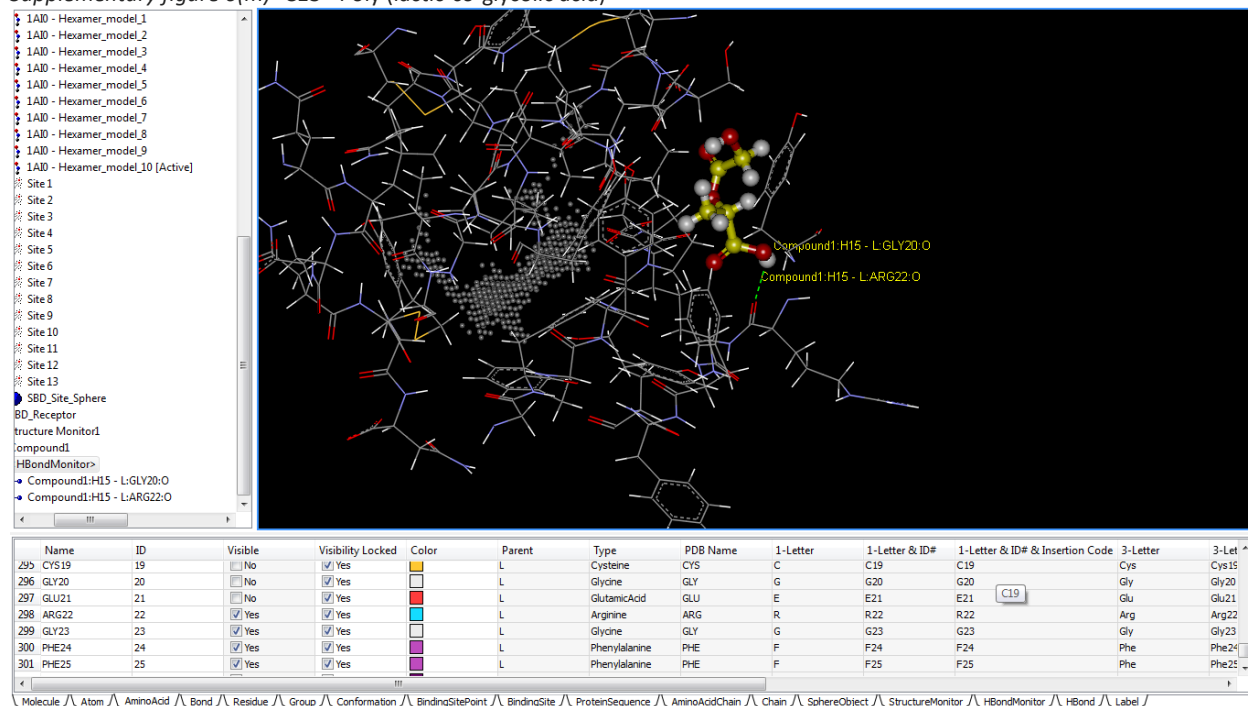 1AI0 - Hexamer_model_1
1AI0 - Hexamer_model_2
1AI0 - Hexamer_model_3
1AI0 - Hexamer_model_4
1AI0 - Hexamer_model_5
1AI0 - Hexamer_model_6
1AI0 - Hexamer_model_7
1AI0 - Hexamer_model_8
1AI0 - Hexamer_model_9
1AI0 - Hexamer_model_10 [Active]
Site 1
Site 2
Site 3
Site 4
Site 5
Site 6
Site 7
Site 8
Site 9
Site 10
Site 11
Site 12
Site 13
SBD_Site_Sphere
BD_Receptor
tructure Monitor1
ompound1
HBondMonitor>
Compound1:H15 - L:GLY20:O
Compound1:H15 - L:ARG22:O
Compound1:H15 - L:GLY20:O
Compound1:H15 - L:ARG22:O
Name ID Visible Visibility Locked Color Parent Type PDB Name 1-Letter 1-Letter & ID# 1-Letter & ID# & Insertion Code 3-Letter 3-Let
295 CYS19 19 No Yes L Cysteine CYS C C19 C19 Cys Cys19
296 GLY20 20 No Yes L Glycine GLY G G20 G20 Gly Gly20
297 GLU21 21 No Yes L GlutamicAcid GLU E E21 E21 Glu Glu21
C19
298 ARG22 22 Yes Yes L Arginine ARG R R22 R22 Arg Arg22
299 GLY23 23 Yes Yes L Glycine GLY G G23 G23 Gly Gly23
300 PHE24 24 Yes Yes L Phenylalanine PHE F F24 F24 Phe Phe24
301 PHE25 25 Yes Yes L Phenylalanine PHE F F25 F25 Phe Phe25
Molecule Atom AminoAcid Bond Residue Group Conformation BindingSitePoint BindingSite ProteinSequence AminoAcidChain Chain SphereObject StructureMonitor HBondMonitor HBond Label